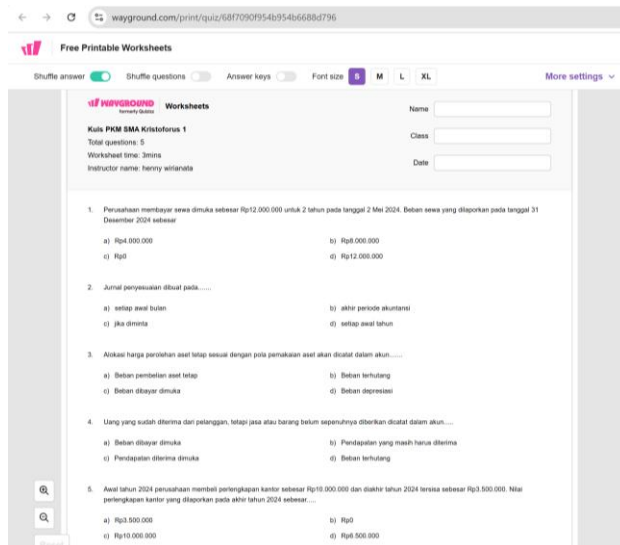 wayground.com/print/quiz/68f7090f954b954b6688d796
Free Printable Worksheets
Shuffle answer Shuffle questions Answer keys Font size S M L XL More settings
WAYGROUND Worksheets
formerly Quizizz
Name
Kuis PKM SMA Kristoforus 1
Total questions: 5
Class
Worksheet time: 3mins
Instructor name: henny wirianata
Date
1. Perusahaan membayar sewa dimuka sebesar Rp12.000.000 untuk 2 tahun pada tanggal 2 Mei 2024. Beban sewa yang dilaporkan pada tanggal 31
Desember 2024 sebesar
a) Rp4.000.000 b) Rp8.000.000
c) Rp0 d) Rp12.000.000
2. Jurnal penyesuaian dibuat pada.......
a) setiap awal bulan b) akhir periode akuntansi
c) jika diminta d) setiap awal tahun
3. Alokasi harga perolehan aset tetap sesuai dengan pola pemakaian aset akan dicatat dalam akun.......
a) Beban pembelian aset tetap b) Beban terhutang
c) Beban dibayar dimuka d) Beban depresiasi
4. Uang yang sudah diterima dari pelanggan, tetapi jasa atau barang belum sepenuhnya diberikan dicatat dalam akun.....
a) Beban dibayar dimuka b) Pendapatan yang masih harus diterima
c) Pendapatan diterima dimuka d) Beban terhutang
5. Awal tahun 2024 perusahaan membeli perlengkapan kantor sebesar Rp10.000.000 dan diakhir tahun 2024 tersisa sebesar Rp3.500.000. Nilai
perlengkapan kantor yang dilaporkan pada akhir tahun 2024 sebesar....
a) Rp3.500.000 b) Rp0
c) Rp10.000.000 d) Rp6.500.000